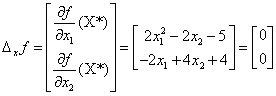 Δ_x f = [ ∂f/∂x₁ (X*) ; ∂f/∂x₂ (X*) ] = [ 2x₁² − 2x₂ − 5 ; −2x₁ + 4x₂ + 4 ] = [ 0 ; 0 ]